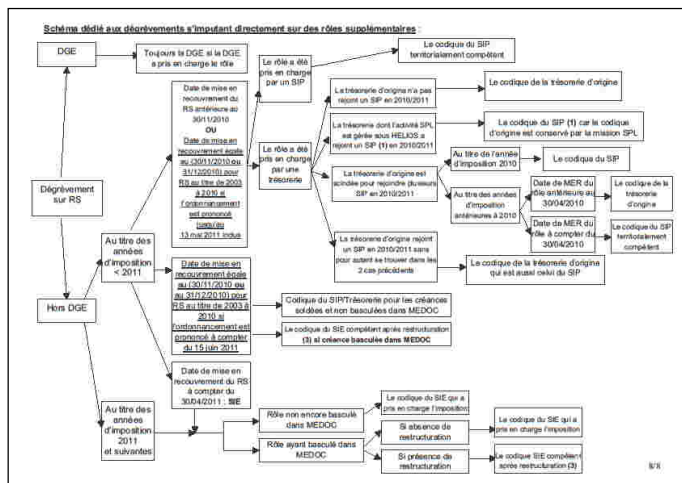 Schéma dédié aux dégrèvements s'imputant directement sur des rôles supplémentaires :
DGE
Toujours la DGE si la DGE
a pris en charge le rôle
Le codique du SIP
territorialement compétent
Le rôle a été
pris en charge
par un SIP
Date de mise en
recouvrement du
RS antérieure au
30/11/2010
OU
Date de mise en
recouvrement égale
au (30/11/2010 ou
31/12/2010) pour
RS au titre de 2003
à 2010 si
l'ordonnancement
est prononcé
jusqu'au
13 mai 2011 inclus
La trésorerie d'origine n'a pas
rejoint un SIP en 2010/2011
Le codique de la trésorerie d'origine
La trésorerie dont l'activité SPL
est gérée sous HELIOS a
rejoint un SIP (1) en 2010/2011
Le codique du SIP (1) car le codique
d'origine est conservé par la mission SPL
Le rôle a été
pris en charge
par une
trésorerie
Au titre de l'année
d'imposition 2010
Le codique du SIP
La trésorerie d'origine est
scindée pour rejoindre plusieurs
SIP en 2010/2011
Au titre des années
d'imposition
antérieures à 2010
Date de MER du
rôle antérieure au
30/04/2010
Le codique de la
trésorerie
d'origine
Date de MER du
rôle à compter du
30/04/2010
Le codique du SIP
territorialement
compétent
Dégrèvement
sur RS
La trésorerie d'origine rejoint
un SIP en 2010/2011 sans
pour autant se trouver dans les
2 cas précédents
Le codique de la trésorerie d'origine
qui est aussi celui du SIP
Au titre des
années
d'imposition
< 2011
Date de mise en
recouvrement égale
au (30/11/2010 ou
au 31/12/2010) pour
RS au titre de 2003 à
2010 si
l'ordonnancement est
prononcé à compter
du 15 juin 2011
Hors DGE
Codique du SIP/Trésorerie pour les créances
soldées et non basculées dans MEDOC
Le codique du SIE compétent après restructuration
(3) si créance basculée dans MEDOC
Date de mise en
recouvrement du RS
à compter du
30/04/2011 : SIE
Au titre des
années
d'imposition
2011
et suivantes
Rôle non encore basculé
dans MEDOC
Le codique du SIE qui a
pris en charge l'imposition
Rôle ayant basculé dans
MEDOC
Si absence de
restructuration
Le codique du SIE qui a
pris en charge l'imposition
Si présence de
restructuration
Le codique SIE compétent
après restructuration (3)
8/8